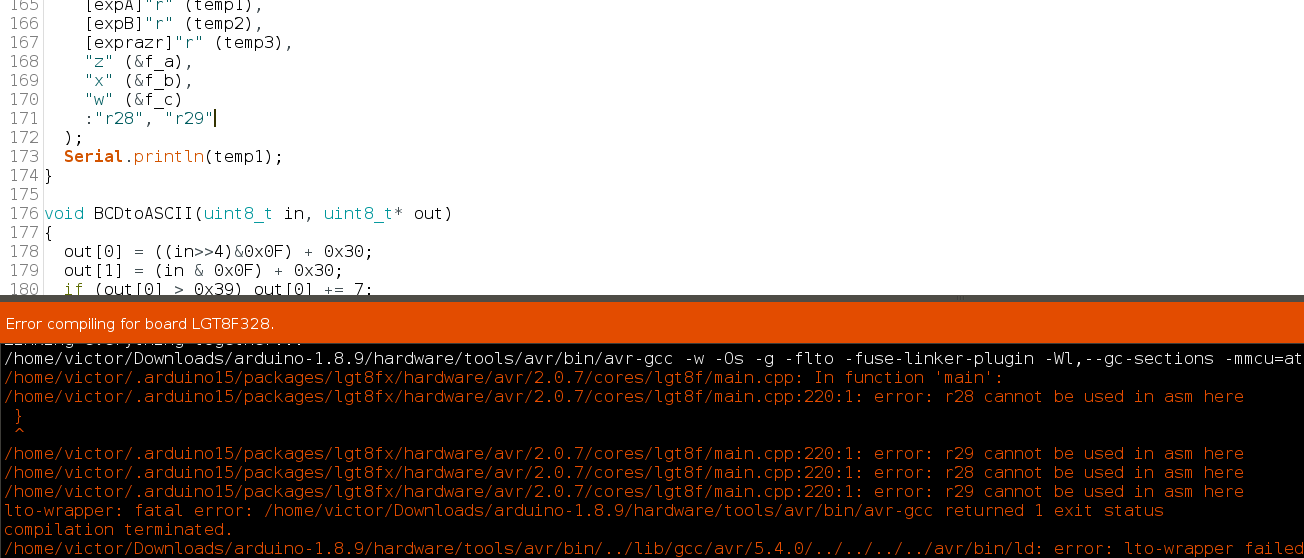 165 [expA]"r" (temp1),
166 [expB]"r" (temp2),
167 [exprazr]"r" (temp3),
168 "z" (&f_a),
169 "x" (&f_b),
170 "w" (&f_c)
171 :"r28", "r29"
172 );
173 Serial.println(temp1);
174 }
175
176 void BCDtoASCII(uint8_t in, uint8_t* out)
177 {
178 out[0] = ((in>>4)&0x0F) + 0x30;
179 out[1] = (in & 0x0F) + 0x30;
180 if (out[0] > 0x39) out[0] += 7;
Error compiling for board LGT8F328.
Linking everything together...
/home/victor/Downloads/arduino-1.8.9/hardware/tools/avr/bin/avr-gcc -w -Os -g -flto -fuse-linker-plugin -Wl,--gc-sections -mmcu=at
/home/victor/.arduino15/packages/lgt8fx/hardware/avr/2.0.7/cores/lgt8f/main.cpp: In function 'main':
/home/victor/.arduino15/packages/lgt8fx/hardware/avr/2.0.7/cores/lgt8f/main.cpp:220:1: error: r28 cannot be used in asm here
}
^
/home/victor/.arduino15/packages/lgt8fx/hardware/avr/2.0.7/cores/lgt8f/main.cpp:220:1: error: r29 cannot be used in asm here
/home/victor/.arduino15/packages/lgt8fx/hardware/avr/2.0.7/cores/lgt8f/main.cpp:220:1: error: r28 cannot be used in asm here
/home/victor/.arduino15/packages/lgt8fx/hardware/avr/2.0.7/cores/lgt8f/main.cpp:220:1: error: r29 cannot be used in asm here
lto-wrapper: fatal error: /home/victor/Downloads/arduino-1.8.9/hardware/tools/avr/bin/avr-gcc returned 1 exit status
compilation terminated.
/home/victor/Downloads/arduino-1.8.9/hardware/tools/avr/bin/../lib/gcc/avr/5.4.0/../../../../avr/bin/ld: error: lto-wrapper failed